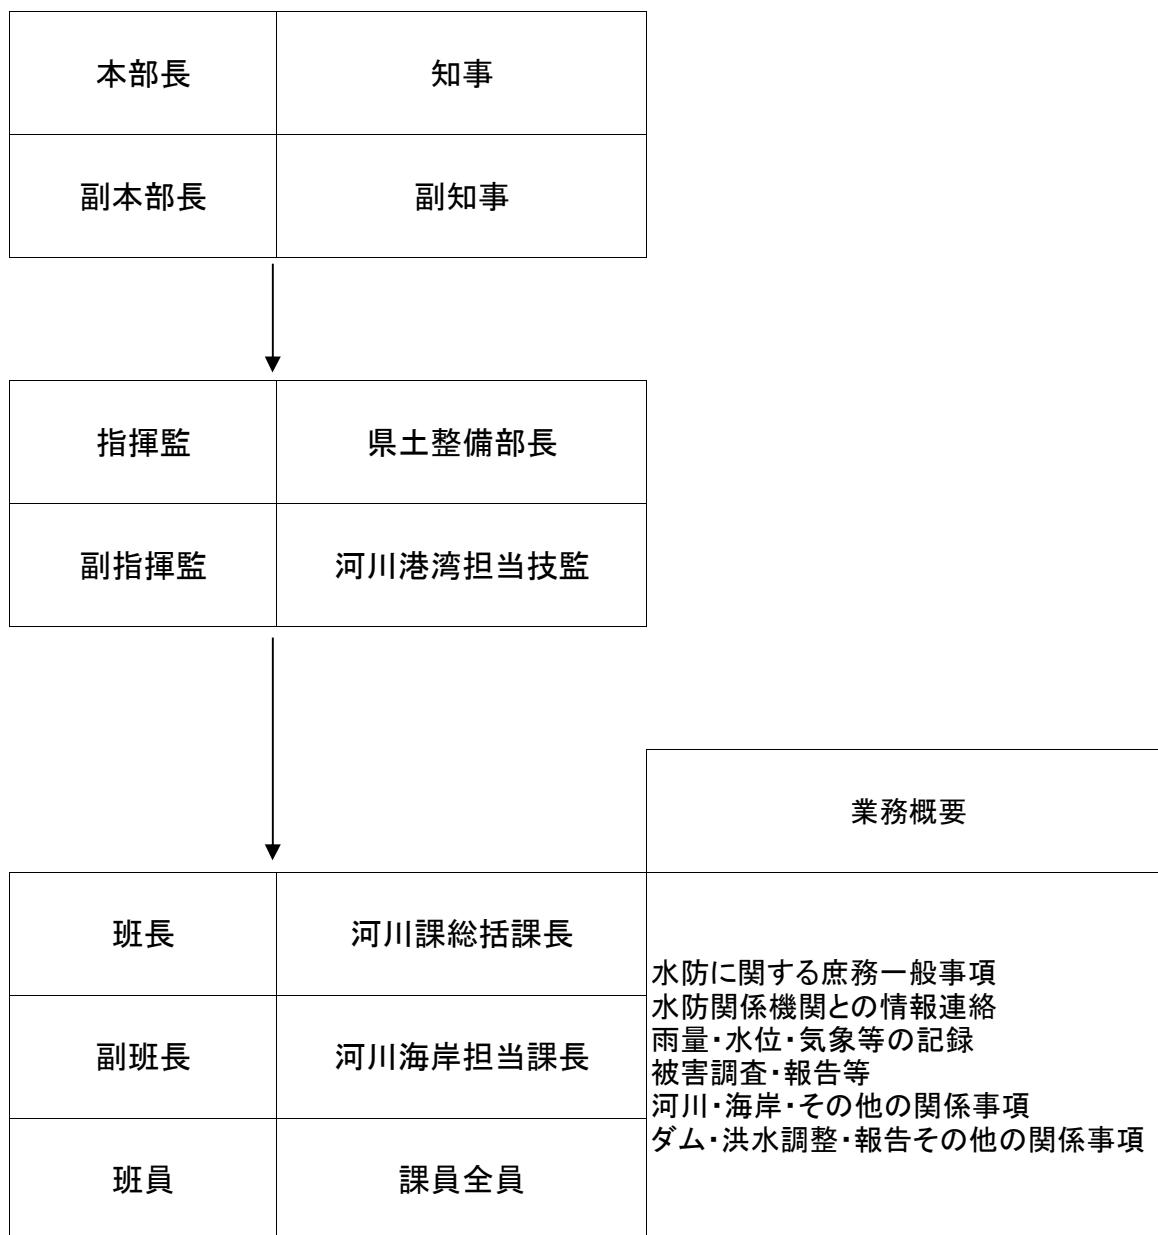 本部長 知事
副本部長 副知事
指揮監 県土整備部長
副指揮監 河川港湾担当技監
業務概要
班長 河川課総括課長
副班長 河川海岸担当課長
班員 課員全員
水防に関する庶務一般事項
水防関係機関との情報連絡
雨量・水位・気象等の記録
被害調査・報告等
河川・海岸・その他の関係事項
ダム・洪水調整・報告その他の関係事項